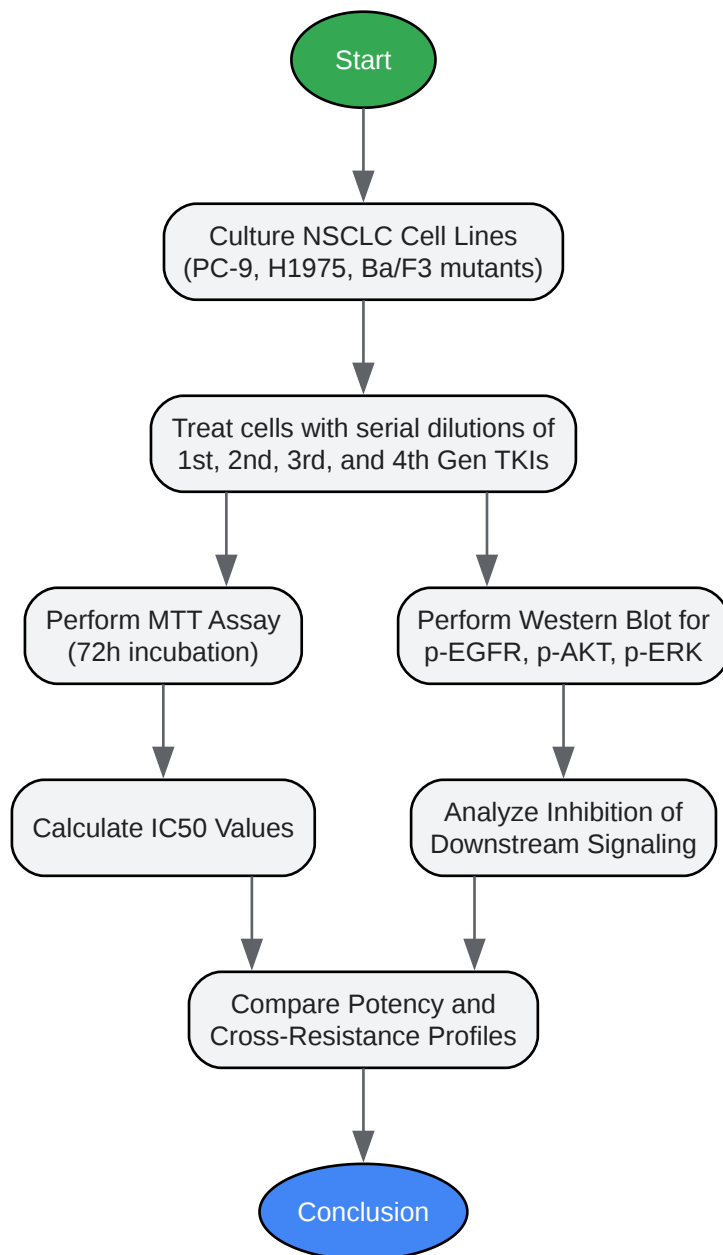 Start
Culture NSCLC Cell Lines
(PC-9, H1975, Ba/F3 mutants)
Treat cells with serial dilutions of
1st, 2nd, 3rd, and 4th Gen TKIs
Perform MTT Assay
(72h incubation)
Perform Western Blot for
p-EGFR, p-AKT, p-ERK
Calculate IC50 Values
Analyze Inhibition of
Downstream Signaling
Compare Potency and
Cross-Resistance Profiles
Conclusion